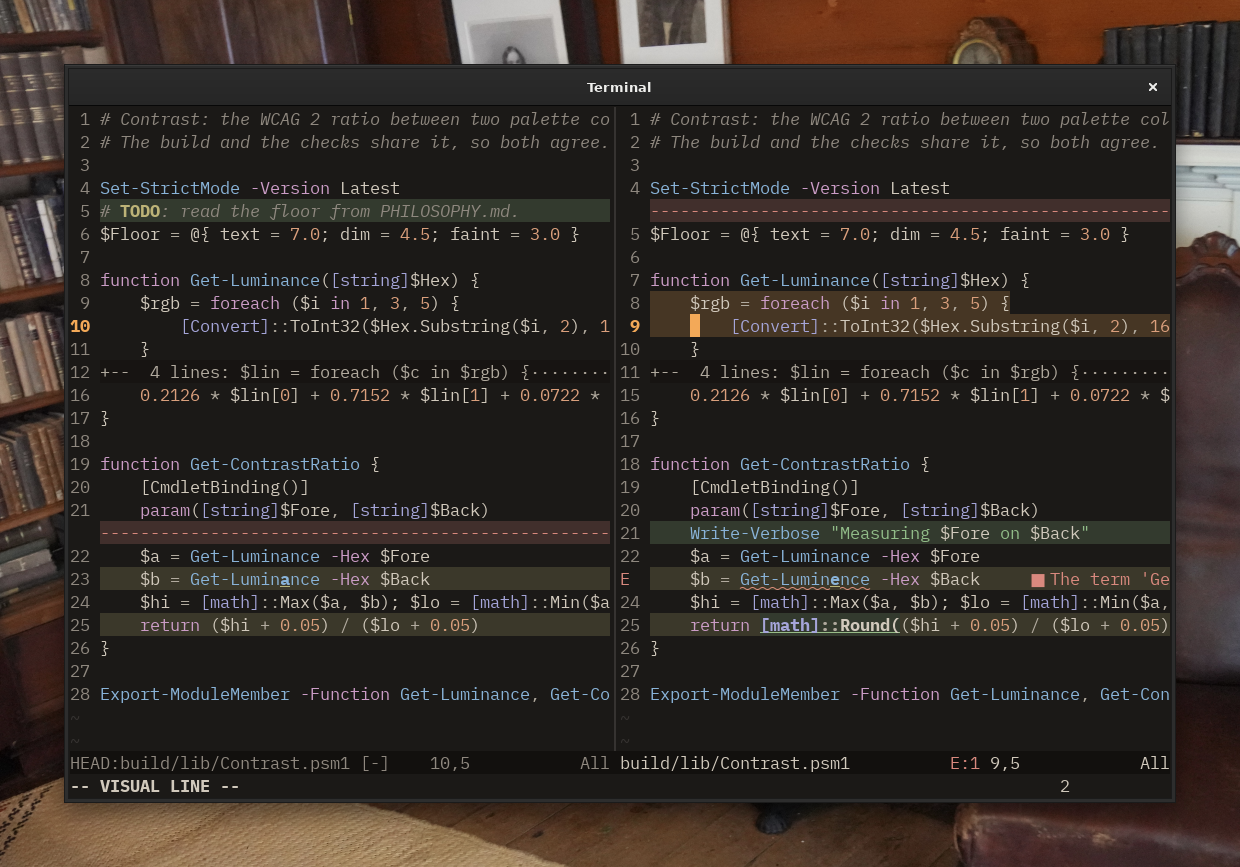 Terminal
1 # Contrast: the WCAG 2 ratio between two palette co
2 # The build and the checks share it, so both agree.
3
4 Set-StrictMode -Version Latest
5 # TODO: read the floor from PHILOSOPHY.md.
6 $Floor = @{ text = 7.0; dim = 4.5; faint = 3.0 }
7
8 function Get-Luminance([string]$Hex) {
9     $rgb = foreach ($i in 1, 3, 5) {
10         [Convert]::ToInt32($Hex.Substring($i, 2), 1
11     }
12 +--  4 lines: $lin = foreach ($c in $rgb) {········
16     0.2126 * $lin[0] + 0.7152 * $lin[1] + 0.0722 *
17 }
18
19 function Get-ContrastRatio {
20     [CmdletBinding()]
21     param([string]$Fore, [string]$Back)
---------------------------------------------------
22     $a = Get-Luminance -Hex $Fore
23     $b = Get-Luminance -Hex $Back
24     $hi = [math]::Max($a, $b); $lo = [math]::Min($a
25     return ($hi + 0.05) / ($lo + 0.05)
26 }
27
28 Export-ModuleMember -Function Get-Luminance, Get-Co
~
~
HEAD:build/lib/Contrast.psm1 [-]    10,5           All
1 # Contrast: the WCAG 2 ratio between two palette col
2 # The build and the checks share it, so both agree.
3
4 Set-StrictMode -Version Latest
----------------------------------------------------
5 $Floor = @{ text = 7.0; dim = 4.5; faint = 3.0 }
6
7 function Get-Luminance([string]$Hex) {
8     $rgb = foreach ($i in 1, 3, 5) {
9         [Convert]::ToInt32($Hex.Substring($i, 2), 16
10     }
11 +--  4 lines: $lin = foreach ($c in $rgb) {·········
15     0.2126 * $lin[0] + 0.7152 * $lin[1] + 0.0722 * $
16 }
17
18 function Get-ContrastRatio {
19     [CmdletBinding()]
20     param([string]$Fore, [string]$Back)
21     Write-Verbose "Measuring $Fore on $Back"
22     $a = Get-Luminance -Hex $Fore
E     $b = Get-Luminence -Hex $Back     ■ The term 'Ge
24     $hi = [math]::Max($a, $b); $lo = [math]::Min($a,
25     return [math]::Round(($hi + 0.05) / ($lo + 0.05)
26 }
27
28 Export-ModuleMember -Function Get-Luminance, Get-Con
~
~
build/lib/Contrast.psm1          E:1 9,5            All
-- VISUAL LINE --                                  2